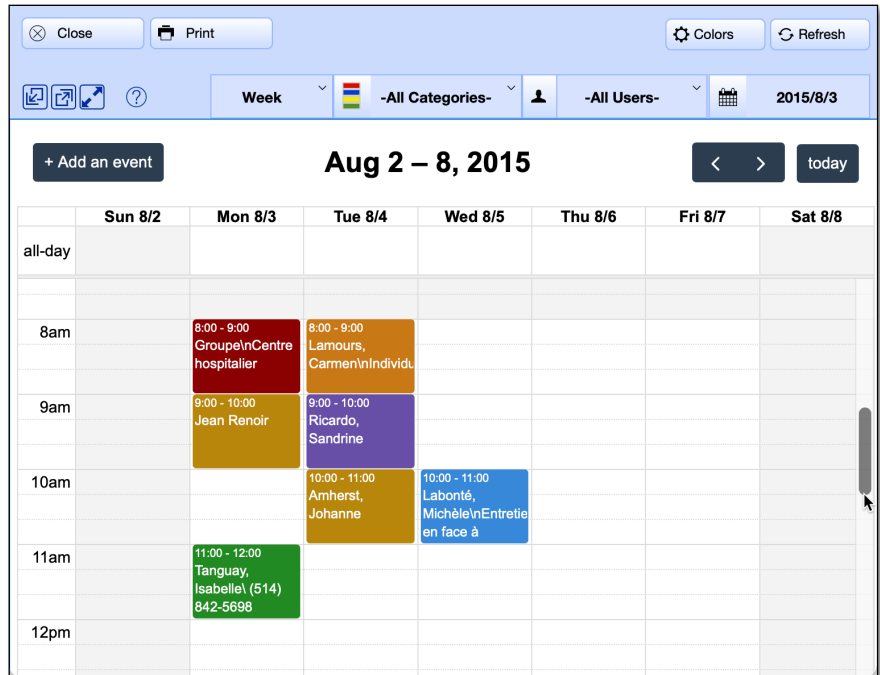 Close
Print
Colors
Refresh
?
Week
-All Categories-
-All Users-
2015/8/3
+ Add an event
Aug 2 – 8, 2015
today
Sun 8/2
Mon 8/3
Tue 8/4
Wed 8/5
Thu 8/6
Fri 8/7
Sat 8/8
all-day
8am
8:00 - 9:00
Groupe\nCentre
hospitalier
8:00 - 9:00
Lamours,
Carmen\nIndividu
9am
9:00 - 10:00
Jean Renoir
9:00 - 10:00
Ricardo,
Sandrine
10am
10:00 - 11:00
Amherst,
Johanne
10:00 - 11:00
Labonté,
Michèle\nEntretie
en face à
11am
11:00 - 12:00
Tanguay,
Isabelle\ (514)
842-5698
12pm